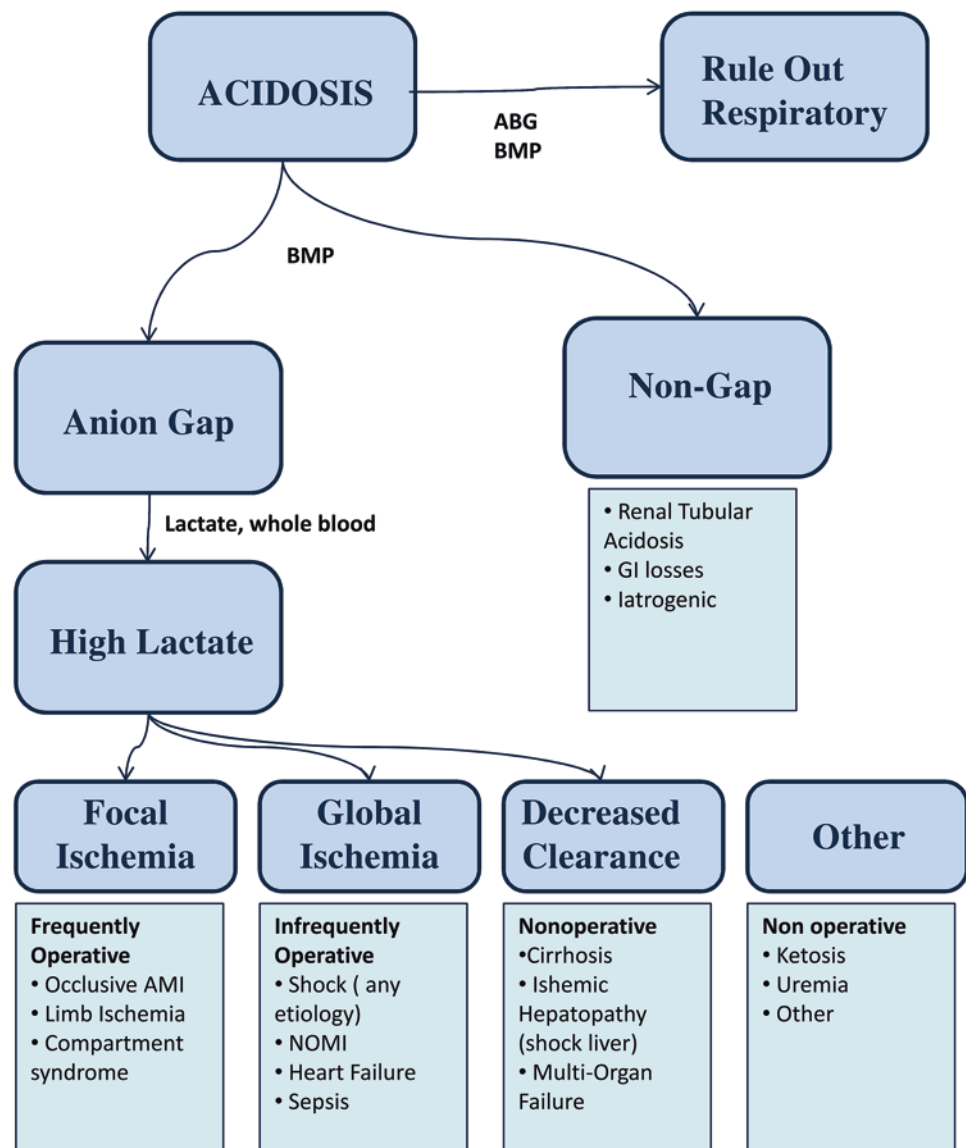 ACIDOSIS
Rule Out
Respiratory
ABG
BMP
BMP
Anion Gap
Non-Gap
Lactate, whole blood
• Renal Tubular
Acidosis
• GI losses
• Iatrogenic
High Lactate
Focal
Ischemia
Global
Ischemia
Decreased
Clearance
Other
Frequently
Operative
• Occlusive AMI
• Limb Ischemia
• Compartment
syndrome
Infrequently
Operative
• Shock ( any
etiology)
• NOMI
• Heart Failure
• Sepsis
Nonoperative
•Cirrhosis
• Ishemic
Hepatopathy
(shock liver)
• Multi-Organ
Failure
Non operative
• Ketosis
• Uremia
• Other